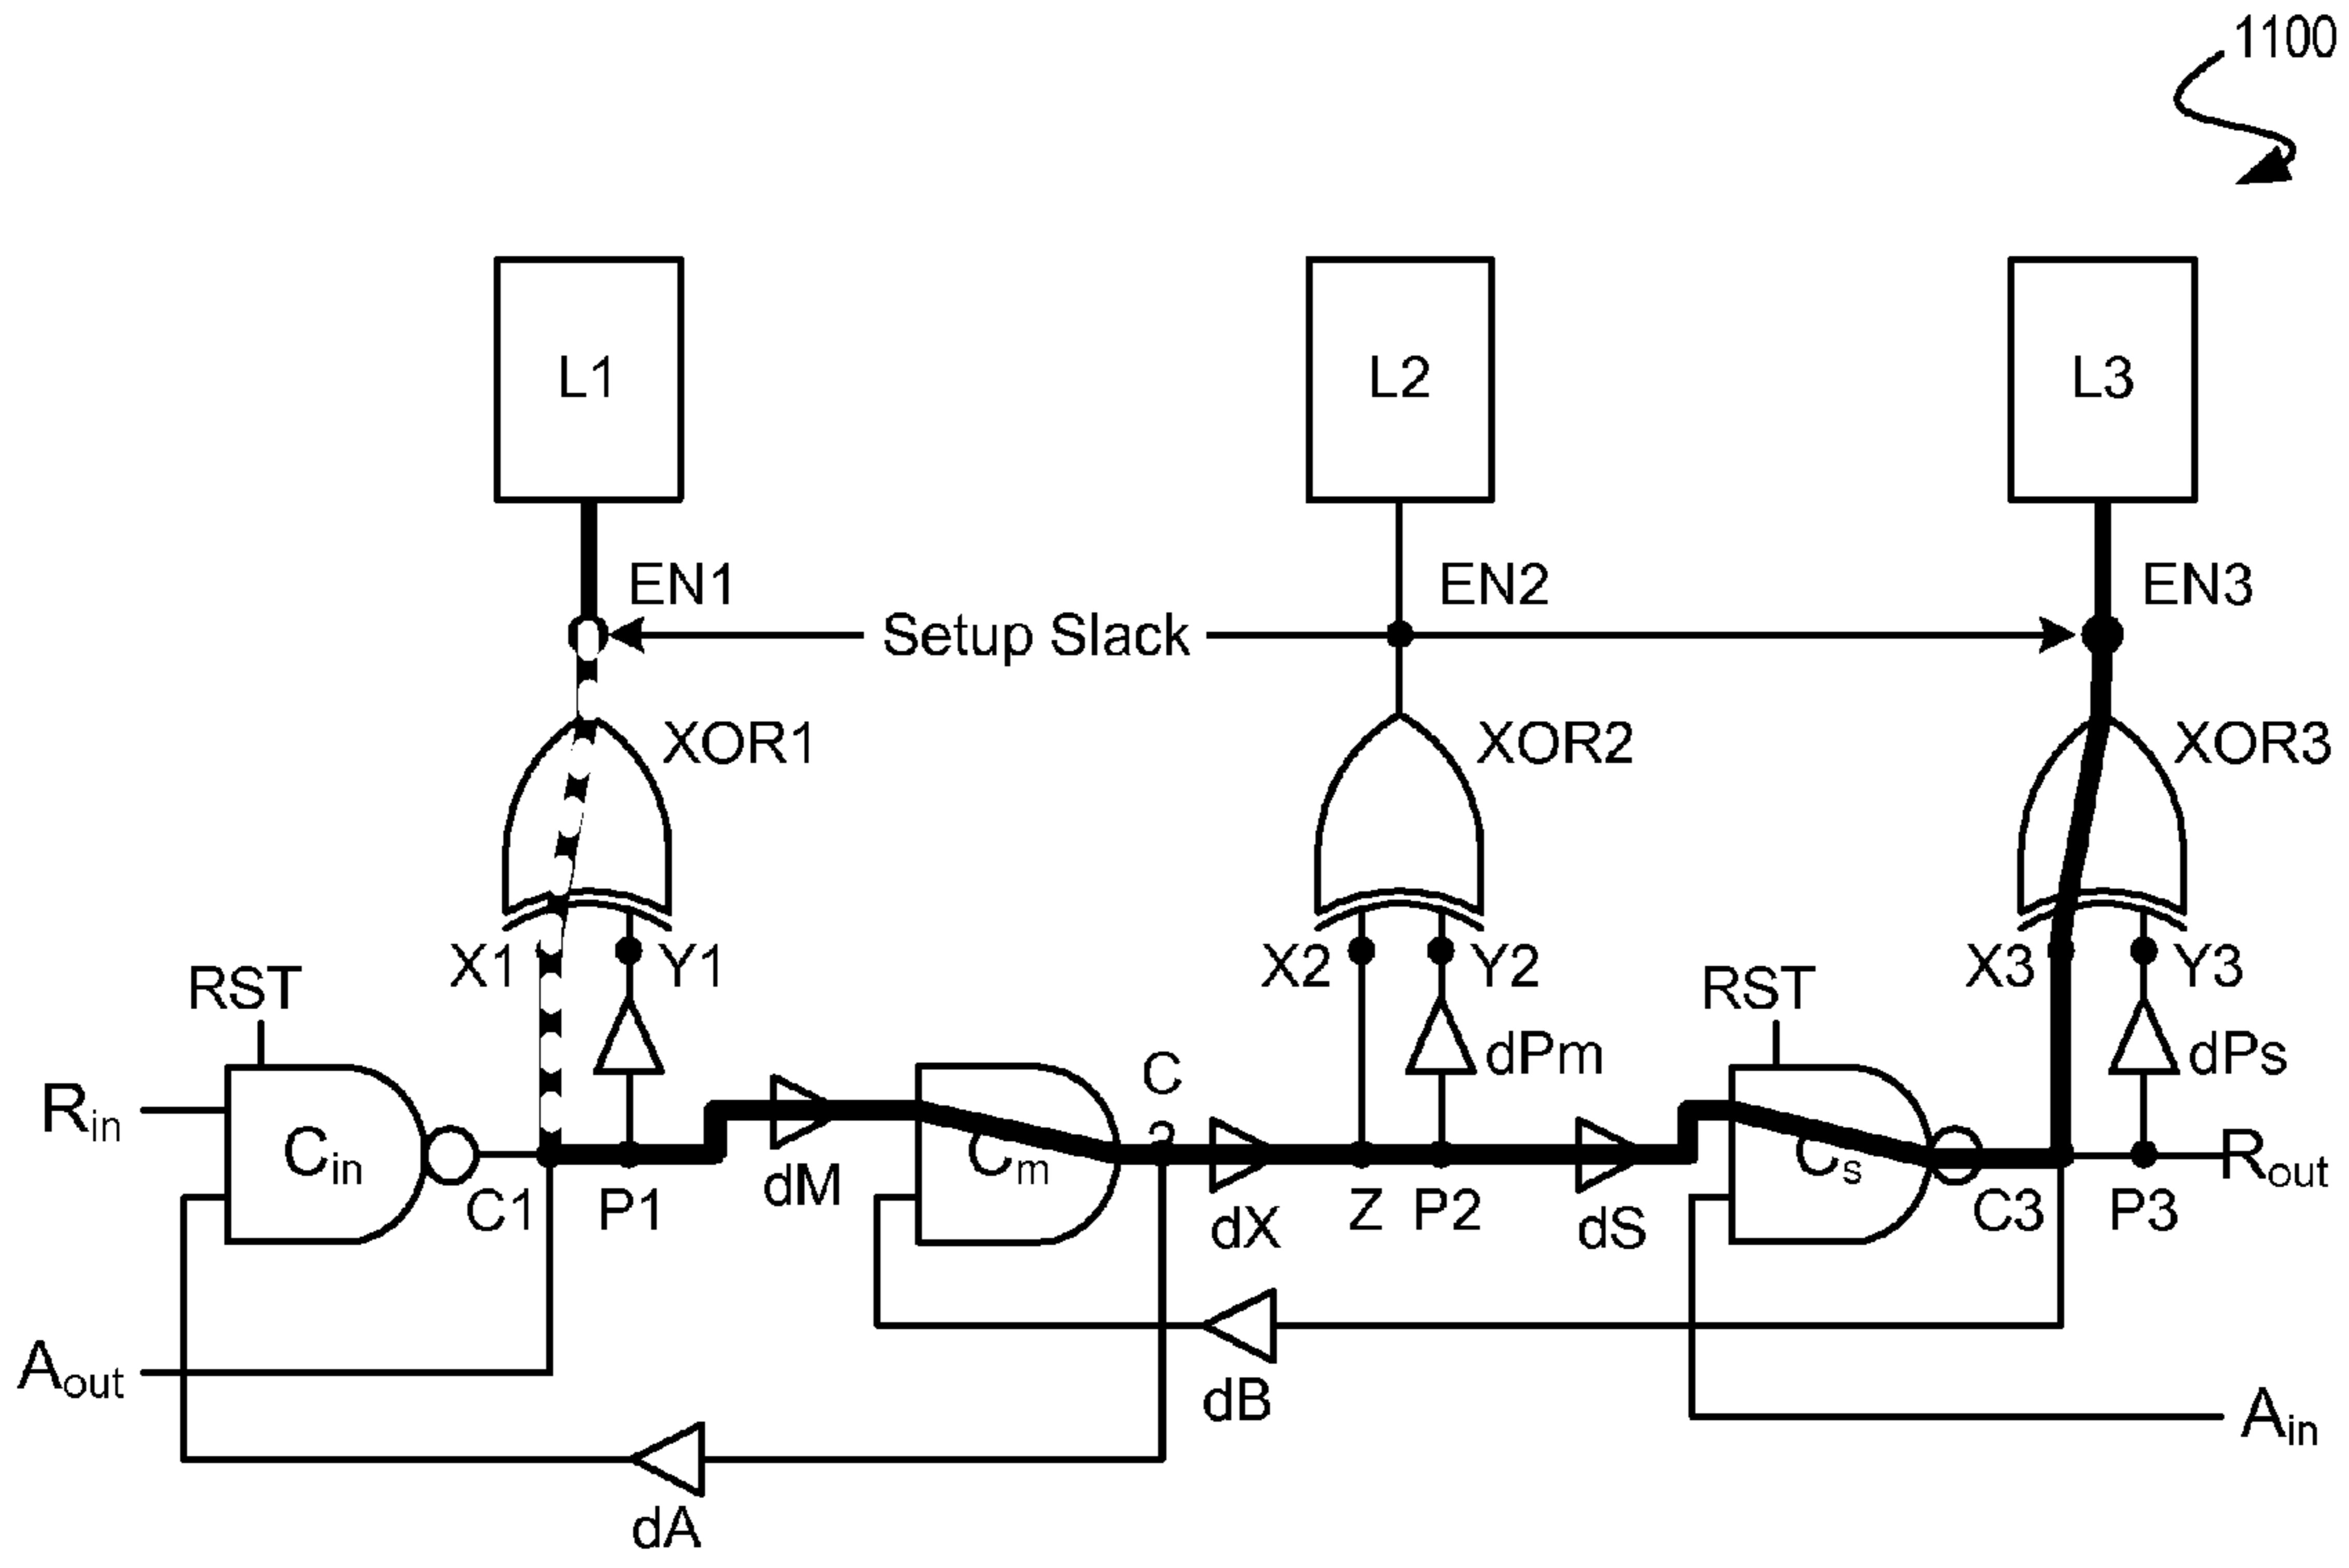 1100
L1 L2 L3
EN1 EN2 EN3
Setup Slack
XOR1 XOR2 XOR3
X1 Y1 X2 Y2 X3 Y3
RST RST
dPm dPs
C
2
Rin Cin Cm Cs Rout
C1 P1 dM dX Z P2 dS C3 P3
Aout dB Ain
dA